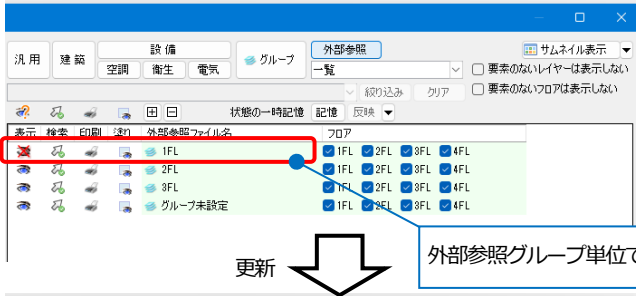 汎用 建築 設備 グループ 外部参照 サムネイル表示
空調 衛生 電気 一覧 要素のないレイヤーは表示しない
絞り込み クリア 要素のないフロアは表示しない
状態の一時記憶 記憶 反映
表示 検索 印刷 塗り 外部参照ファイル名 フロア
1FL 1FL 2FL 3FL 4FL
2FL 1FL 2FL 3FL 4FL
3FL 1FL 2FL 3FL 4FL
グループ未設定 1FL 2FL 3FL 4FL
外部参照グループ単位で
更新